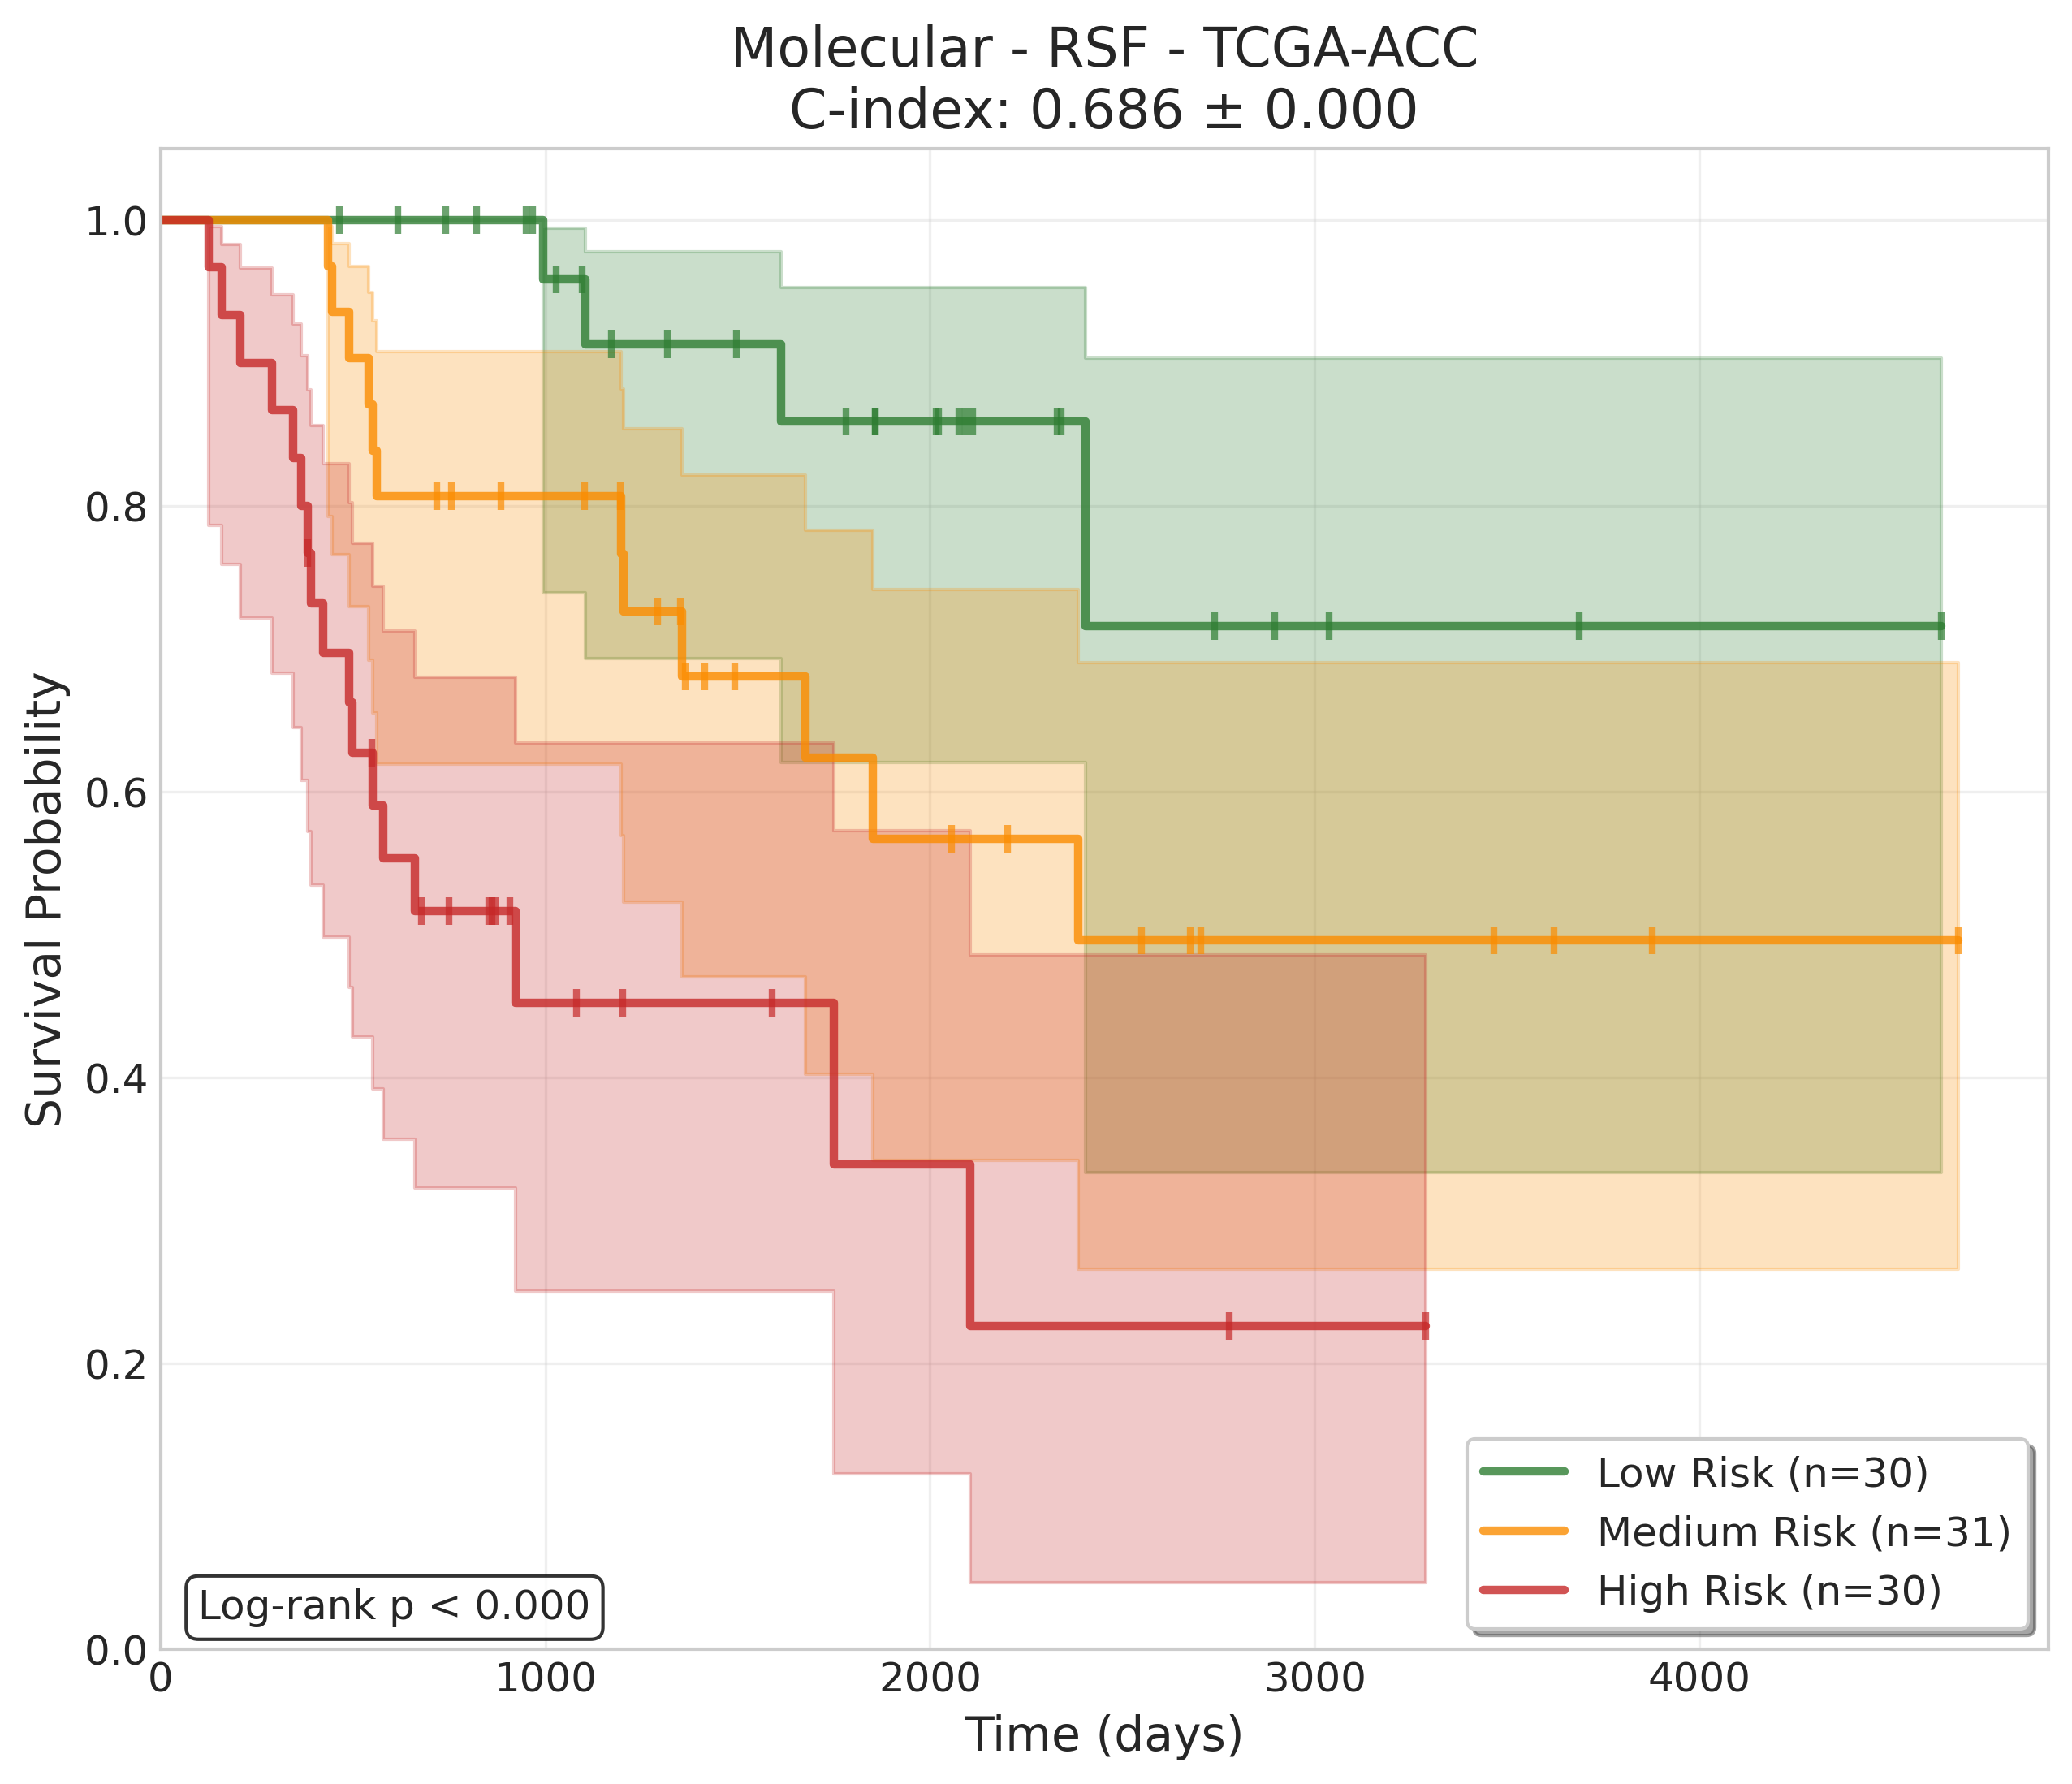 Molecular - RSF - TCGA-ACC
C-index: 0.686 ± 0.000
Survival Probability
1.0
0.8
0.6
0.4
0.2
0.0
0
1000
2000
3000
4000
Time (days)
Log-rank p < 0.000
Low Risk (n=30)
Medium Risk (n=31)
High Risk (n=30)